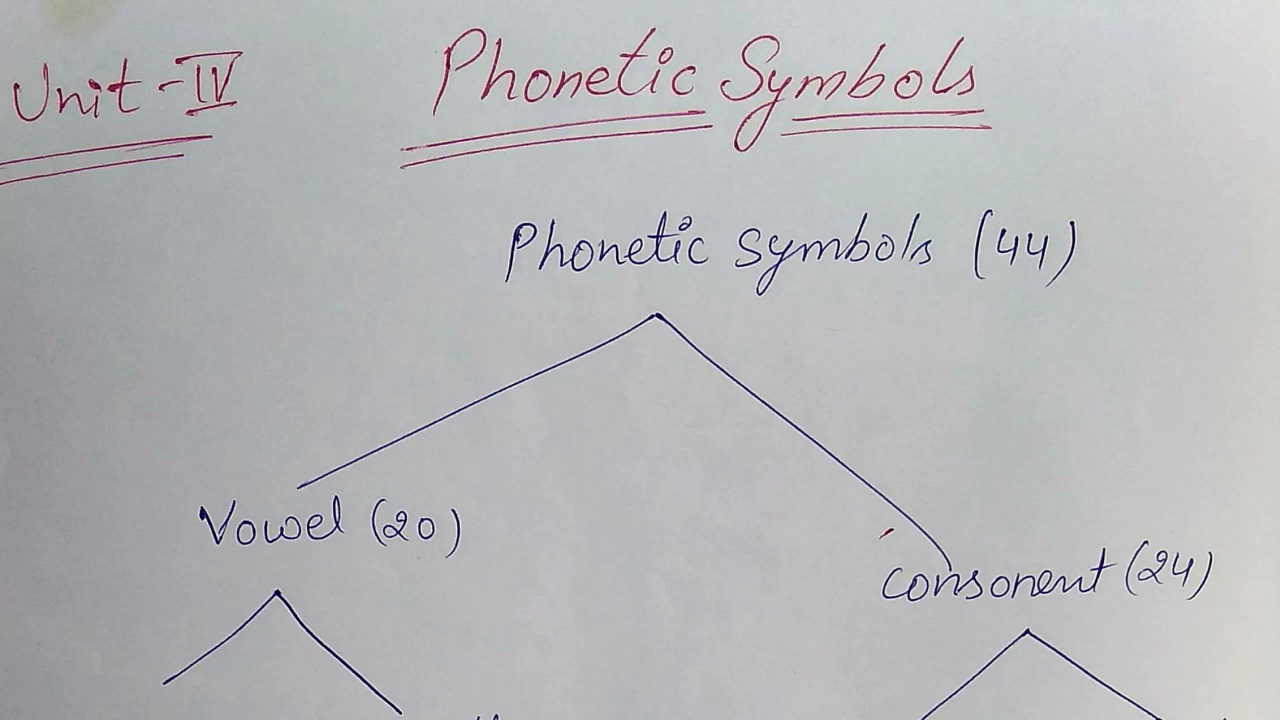 Unit-IV
Phonetic Symbols
Phonetic symbols (44)
Vowel (20)
Consonent (24)